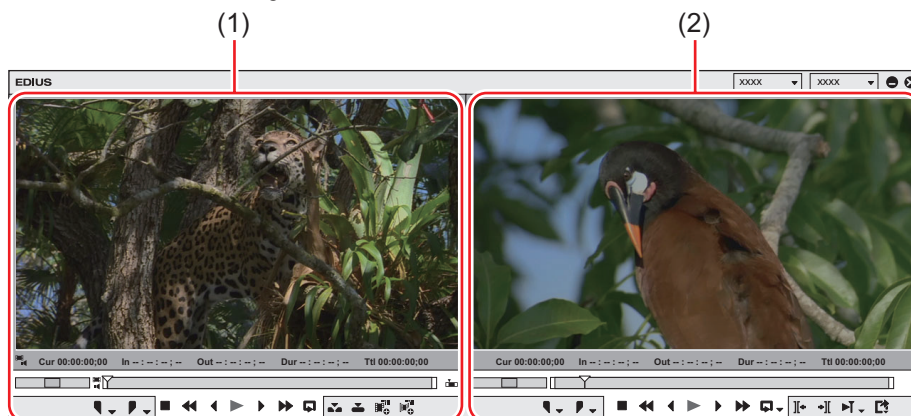 (1) (2)
EDIUS xxxx xxxx
Cur 00:00:00;00 In -- : -- : -- ; -- Out -- : -- : -- ; -- Dur -- : -- : -- ; -- Ttl 00:00:00;00 Cur 00:00:00;00 In -- : -- : -- ; -- Out -- : -- : -- ; -- Dur -- : -- : -- ; -- Ttl 00:00:00;00